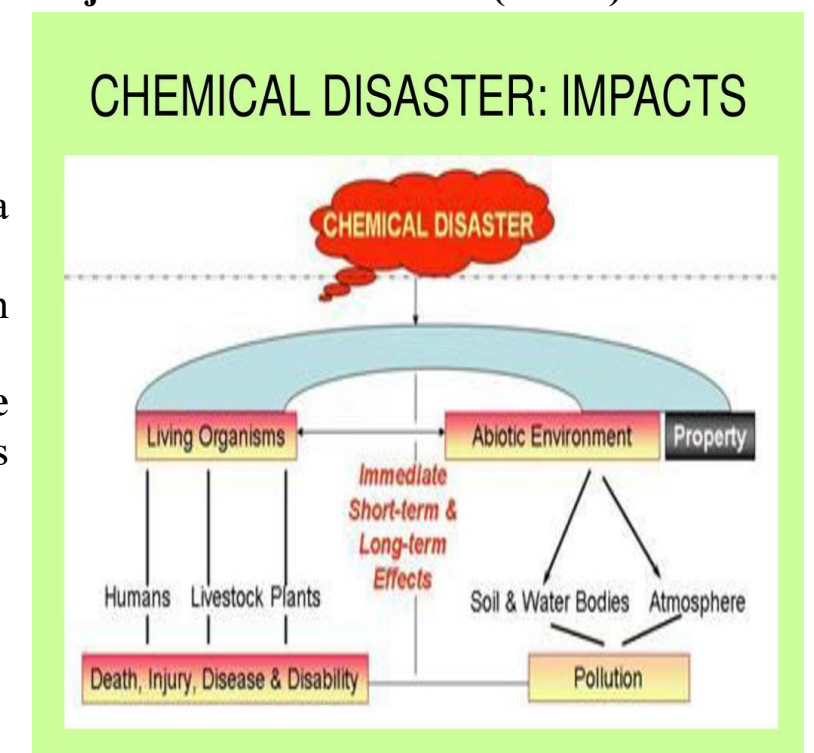 CHEMICAL DISASTER: IMPACTS
CHEMICAL DISASTER
Living Organisms
Abiotic Environment
Property
Immediate
Short-term &
Long-term
Effects
Humans
Livestock
Plants
Soil & Water Bodies
Atmosphere
Death, Injury, Disease & Disability
Pollution